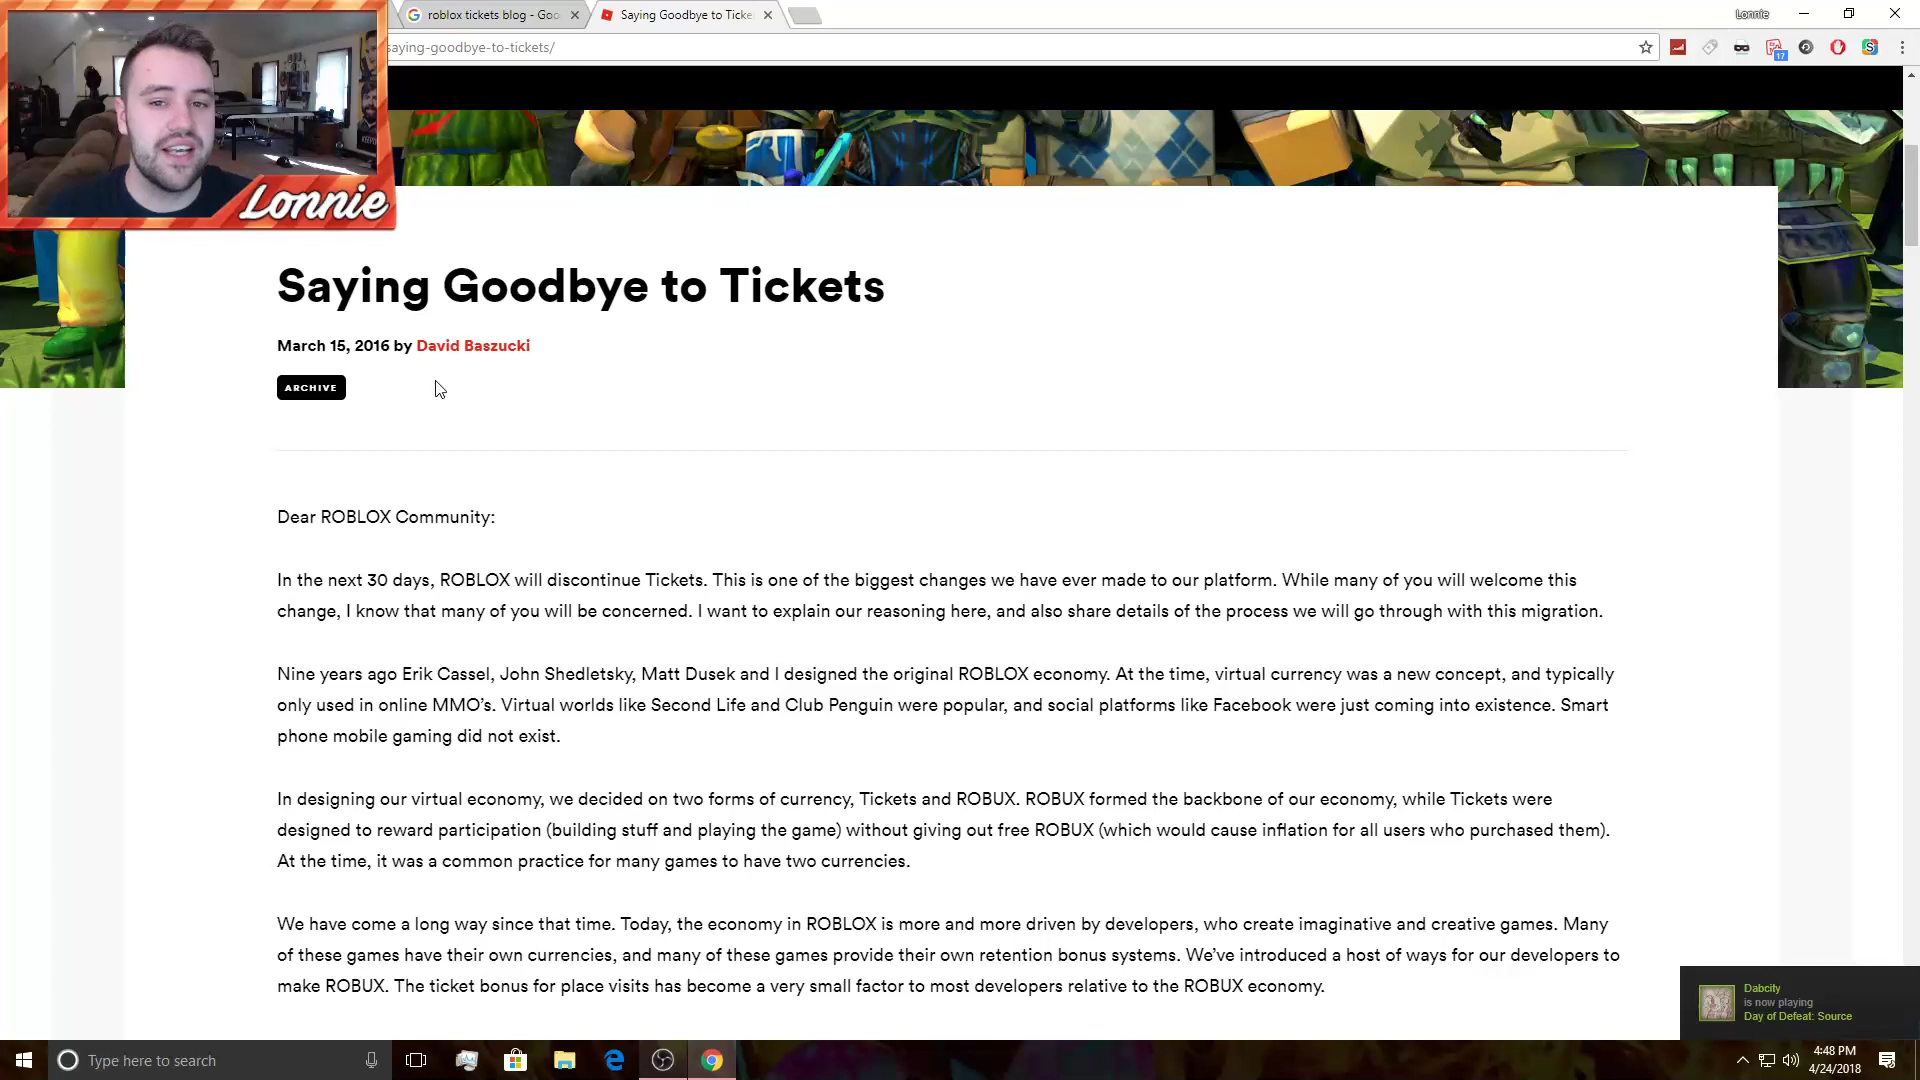 roblox tickets blog - Goo
Saying Goodbye to Ticke
Lonnie
saying-goodbye-to-tickets/
17
Lonnie
Saying Goodbye to Tickets
March 15, 2016 by David Baszucki
ARCHIVE
Dear ROBLOX Community:
In the next 30 days, ROBLOX will discontinue Tickets. This is one of the biggest changes we have ever made to our platform. While many of you will welcome this
change, I know that many of you will be concerned. I want to explain our reasoning here, and also share details of the process we will go through with this migration.
Nine years ago Erik Cassel, John Shedletsky, Matt Dusek and I designed the original ROBLOX economy. At the time, virtual currency was a new concept, and typically
only used in online MMO's. Virtual worlds like Second Life and Club Penguin were popular, and social platforms like Facebook were just coming into existence. Smart
phone mobile gaming did not exist.
In designing our virtual economy, we decided on two forms of currency, Tickets and ROBUX. ROBUX formed the backbone of our economy, while Tickets were
designed to reward participation (building stuff and playing the game) without giving out free ROBUX (which would cause inflation for all users who purchased them).
At the time, it was a common practice for many games to have two currencies.
We have come a long way since that time. Today, the economy in ROBLOX is more and more driven by developers, who create imaginative and creative games. Many
of these games have their own currencies, and many of these games provide their own retention bonus systems. We've introduced a host of ways for our developers to
make ROBUX. The ticket bonus for place visits has become a very small factor to most developers relative to the ROBUX economy.
Dabcity
is now playing
Day of Defeat: Source
Type here to search
4:48 PM
4/24/2018